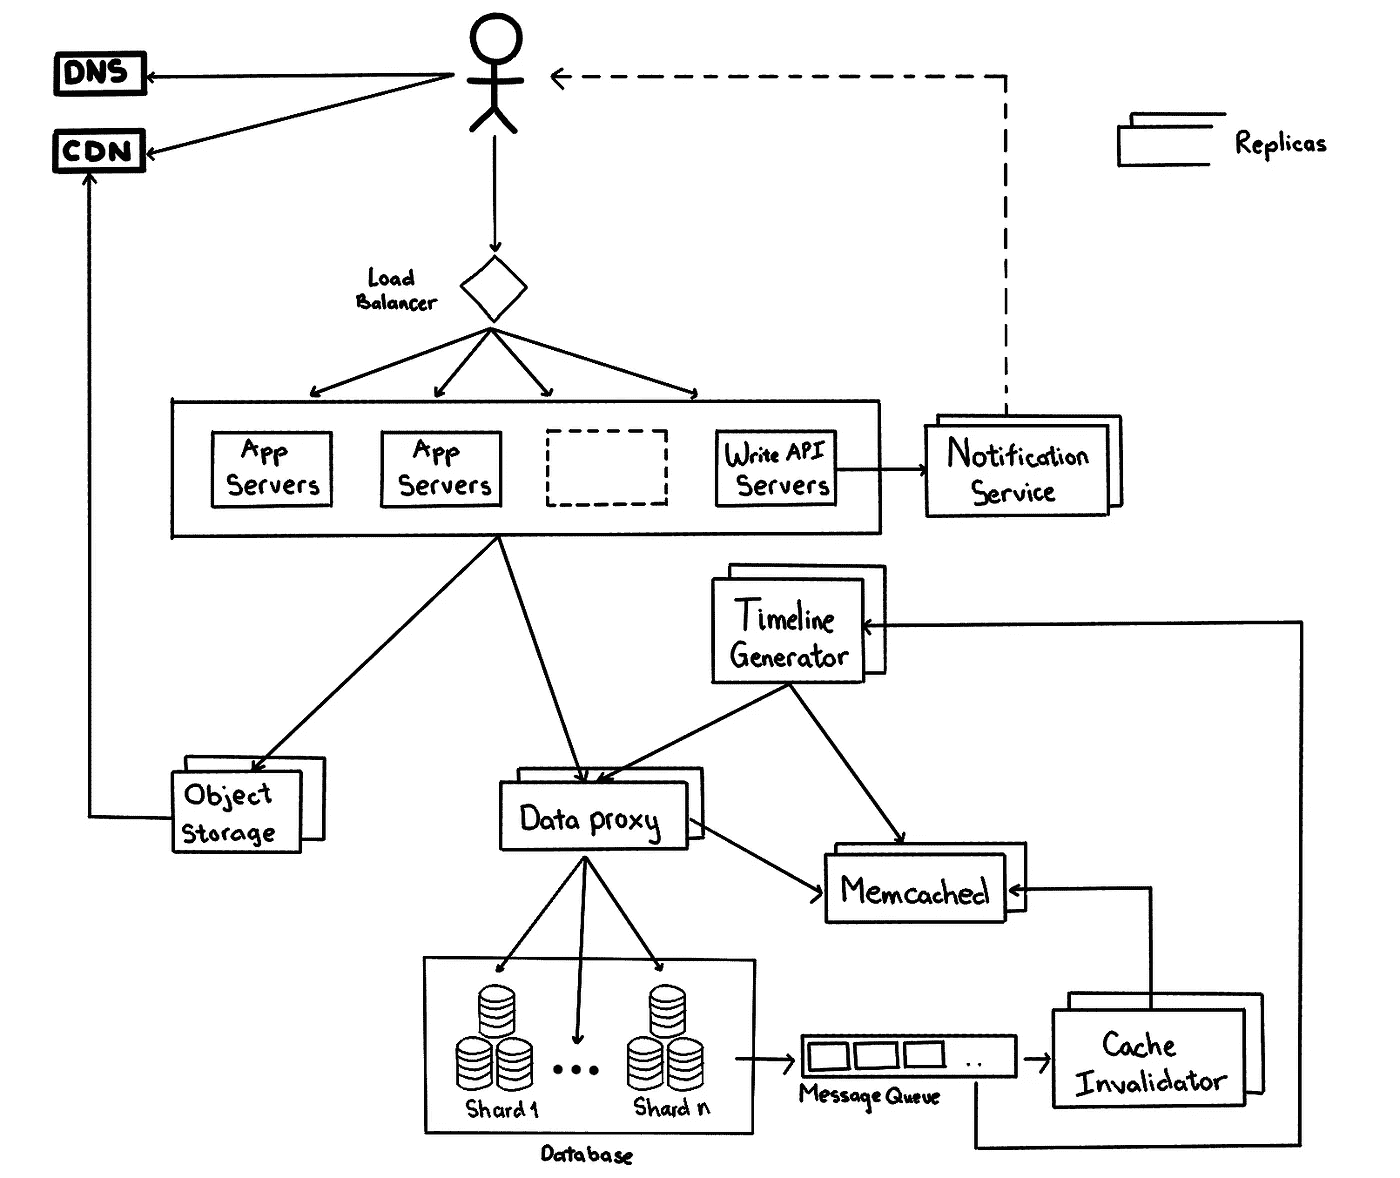 DNS
CDN
Replicas
Load
Balancer
App
Servers
App
Servers
Write API
Servers
Notification
Service
Timeline
Generator
Object
Storage
Data proxy
Memcached
Shard 1
Shard n
Database
Message Queue
Cache
Invalidator